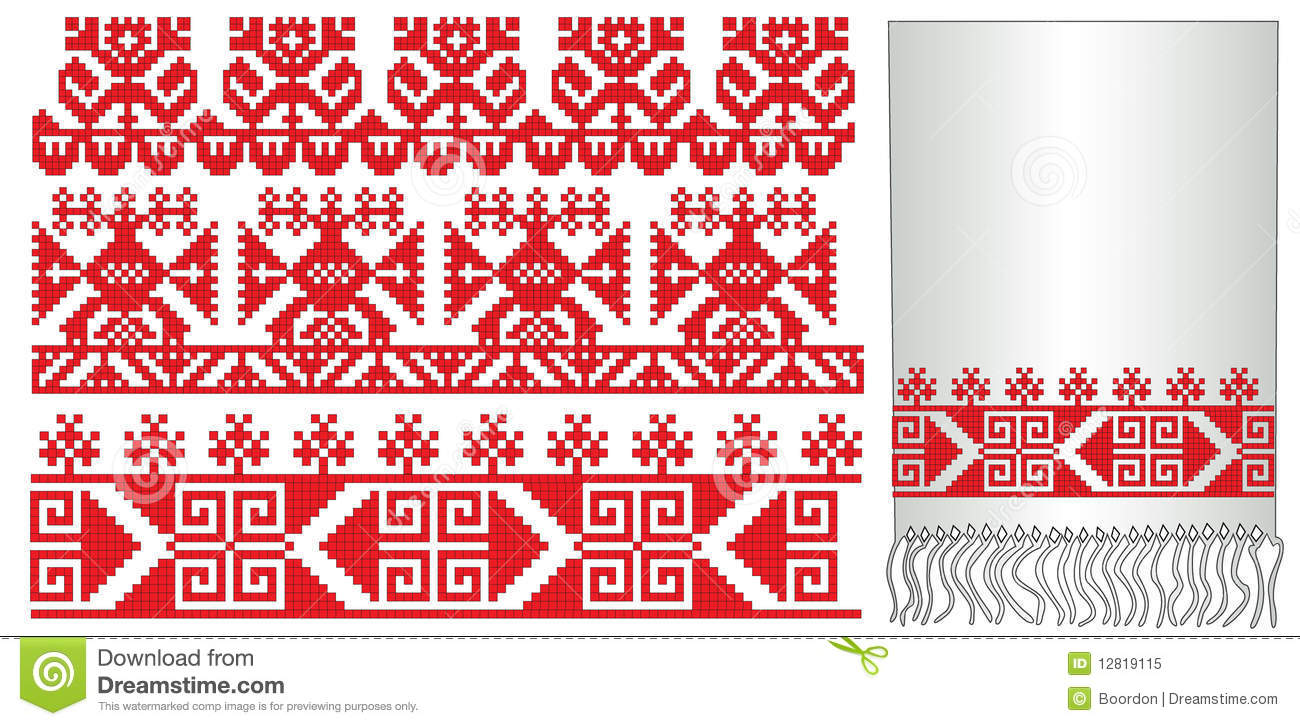 Download from
Dreamstime.com
This watermarked comp image is for previewing purposes only.
ID 12819115
© Boordon | Dreamstime.com